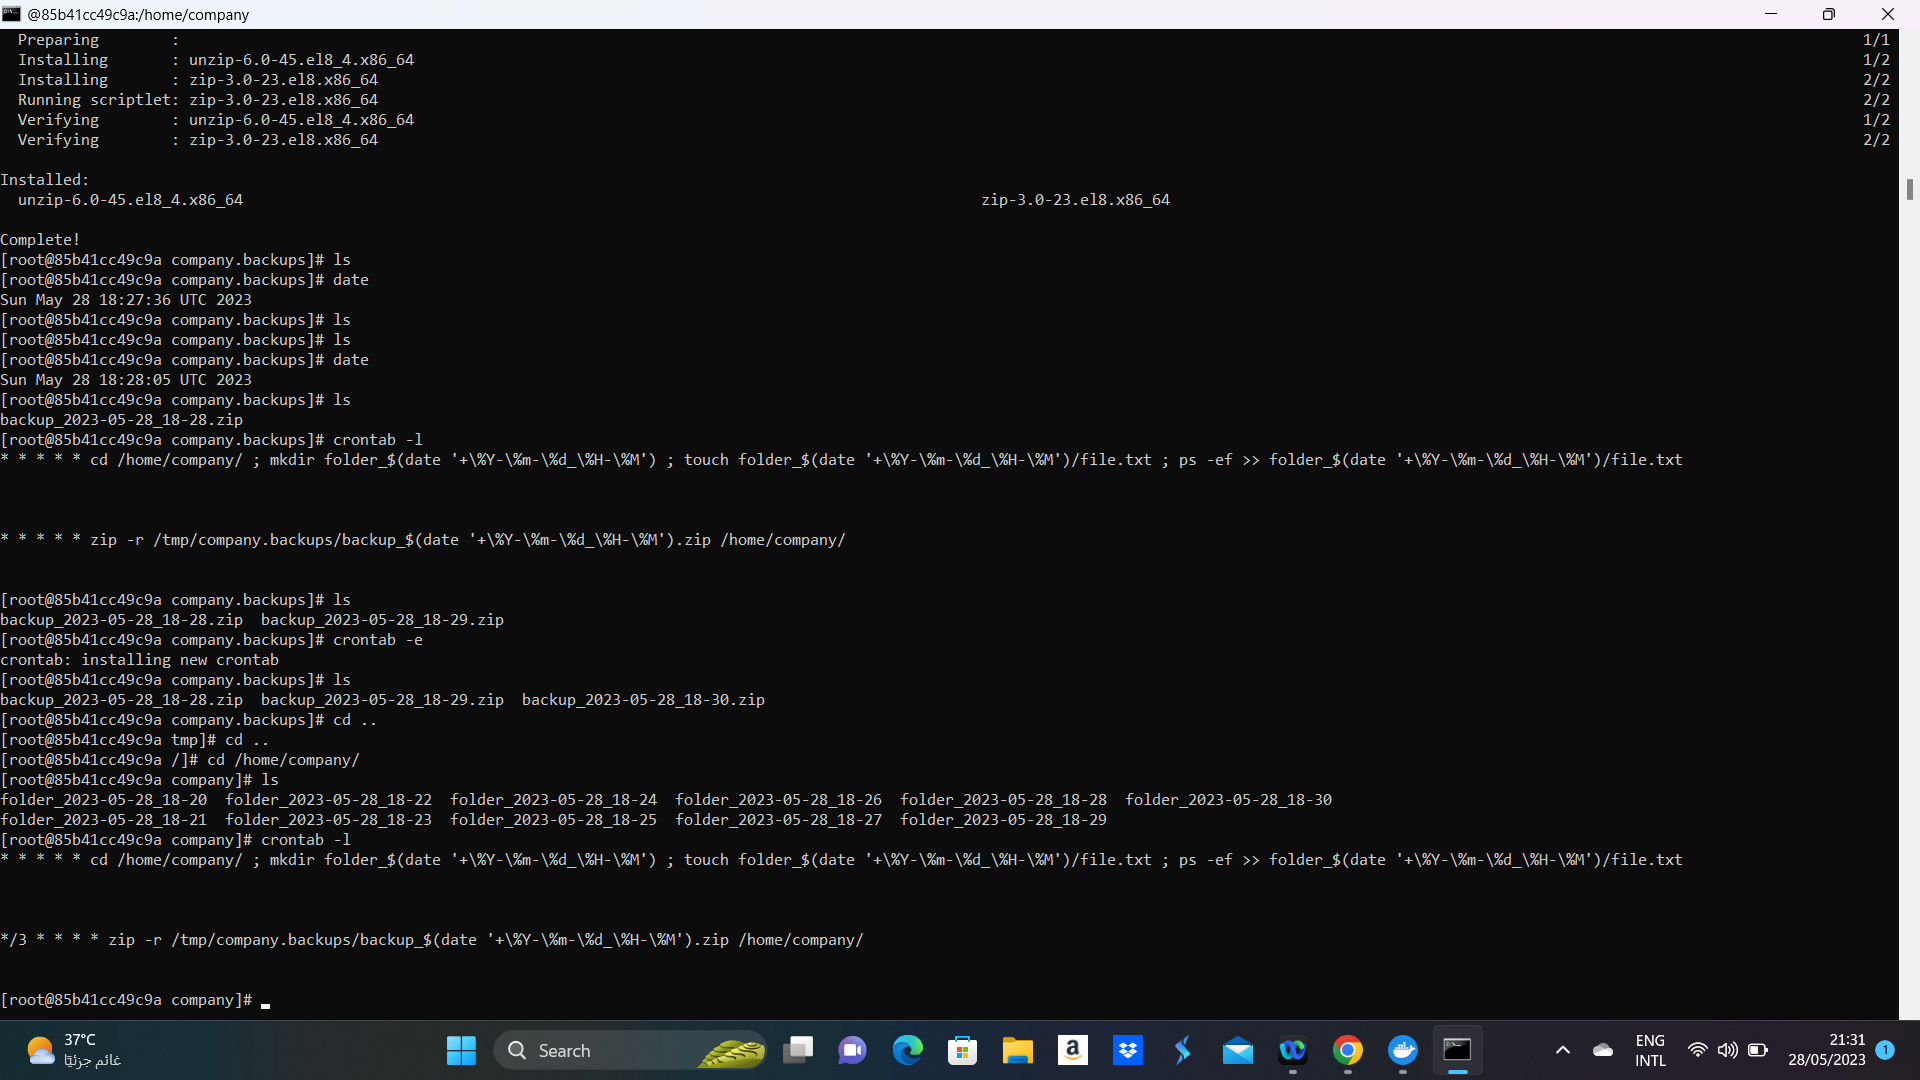 @85b41cc49c9a:/home/company
Preparing        :                                                          1/1
Installing       : unzip-6.0-45.el8_4.x86_64                                1/2
Installing       : zip-3.0-23.el8.x86_64                                    2/2
Running scriptlet: zip-3.0-23.el8.x86_64                                    2/2
Verifying        : unzip-6.0-45.el8_4.x86_64                                1/2
Verifying        : zip-3.0-23.el8.x86_64                                    2/2
Installed:
unzip-6.0-45.el8_4.x86_64                    zip-3.0-23.el8.x86_64
Complete!
[root@85b41cc49c9a company.backups]# ls
[root@85b41cc49c9a company.backups]# date
Sun May 28 18:27:36 UTC 2023
[root@85b41cc49c9a company.backups]# ls
[root@85b41cc49c9a company.backups]# ls
[root@85b41cc49c9a company.backups]# date
Sun May 28 18:28:05 UTC 2023
[root@85b41cc49c9a company.backups]# ls
backup_2023-05-28_18-28.zip
[root@85b41cc49c9a company.backups]# crontab -l
* * * * * cd /home/company/ ; mkdir folder_$(date '+\%Y-\%m-\%d_\%H-\%M') ; touch folder_$(date '+\%Y-\%m-\%d_\%H-\%M')/file.txt ; ps -ef >> folder_$(date '+\%Y-\%m-\%d_\%H-\%M')/file.txt
* * * * * zip -r /tmp/company.backups/backup_$(date '+\%Y-\%m-\%d_\%H-\%M').zip /home/company/
[root@85b41cc49c9a company.backups]# ls
backup_2023-05-28_18-28.zip  backup_2023-05-28_18-29.zip
[root@85b41cc49c9a company.backups]# crontab -e
crontab: installing new crontab
[root@85b41cc49c9a company.backups]# ls
backup_2023-05-28_18-28.zip  backup_2023-05-28_18-29.zip  backup_2023-05-28_18-30.zip
[root@85b41cc49c9a company.backups]# cd ..
[root@85b41cc49c9a tmp]# cd ..
[root@85b41cc49c9a /]# cd /home/company/
[root@85b41cc49c9a company]# ls
folder_2023-05-28_18-20  folder_2023-05-28_18-22  folder_2023-05-28_18-24  folder_2023-05-28_18-26  folder_2023-05-28_18-28  folder_2023-05-28_18-30
folder_2023-05-28_18-21  folder_2023-05-28_18-23  folder_2023-05-28_18-25  folder_2023-05-28_18-27  folder_2023-05-28_18-29
[root@85b41cc49c9a company]# crontab -l
* * * * * cd /home/company/ ; mkdir folder_$(date '+\%Y-\%m-\%d_\%H-\%M') ; touch folder_$(date '+\%Y-\%m-\%d_\%H-\%M')/file.txt ; ps -ef >> folder_$(date '+\%Y-\%m-\%d_\%H-\%M')/file.txt
*/3 * * * * zip -r /tmp/company.backups/backup_$(date '+\%Y-\%m-\%d_\%H-\%M').zip /home/company/
[root@85b41cc49c9a company]#
37°C
غائم جزئيًا
Search
a
ENG
INTL
21:31
28/05/2023
1